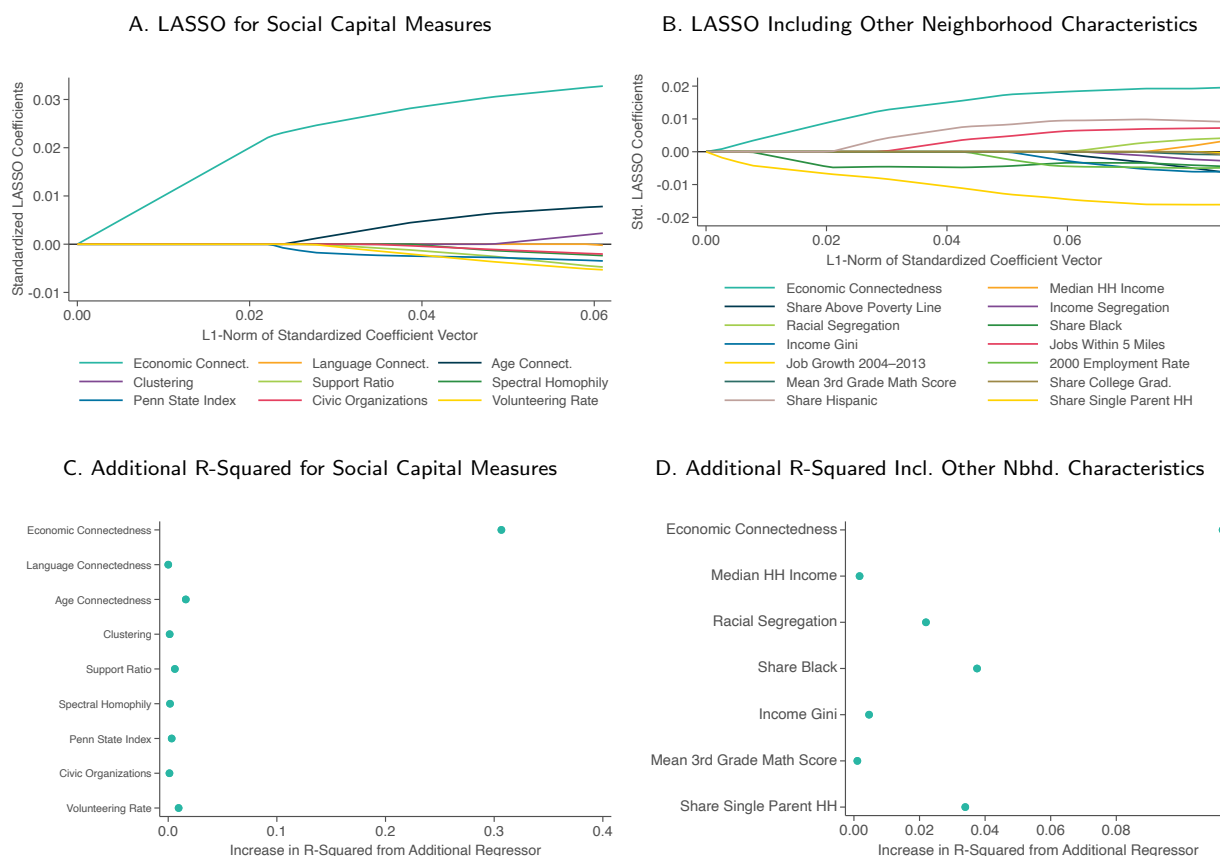 A. LASSO for Social Capital Measures
Standardized LASSO Coefficients
0.03
0.02
0.01
0.00
-0.01
0.00 0.02 0.04 0.06
L1-Norm of Standardized Coefficient Vector
Economic Connect. Language Connect. Age Connect.
Clustering Support Ratio Spectral Homophily
Penn State Index Civic Organizations Volunteering Rate
B. LASSO Including Other Neighborhood Characteristics
Std. LASSO Coefficients
0.02
0.01
0.00
-0.01
-0.02
0.00 0.02 0.04 0.06
L1-Norm of Standardized Coefficient Vector
Economic Connectedness Median HH Income
Share Above Poverty Line Income Segregation
Racial Segregation Share Black
Income Gini Jobs Within 5 Miles
Job Growth 2004–2013 2000 Employment Rate
Mean 3rd Grade Math Score Share College Grad.
Share Hispanic Share Single Parent HH
C. Additional R-Squared for Social Capital Measures
Economic Connectedness
Language Connectedness
Age Connectedness
Clustering
Support Ratio
Spectral Homophily
Penn State Index
Civic Organizations
Volunteering Rate
0.0 0.1 0.2 0.3 0.4
Increase in R-Squared from Additional Regressor
D. Additional R-Squared Incl. Other Nbhd. Characteristics
Economic Connectedness
Median HH Income
Racial Segregation
Share Black
Income Gini
Mean 3rd Grade Math Score
Share Single Parent HH
0.00 0.04 0.08
Increase in R-Squared from Additional Regressor